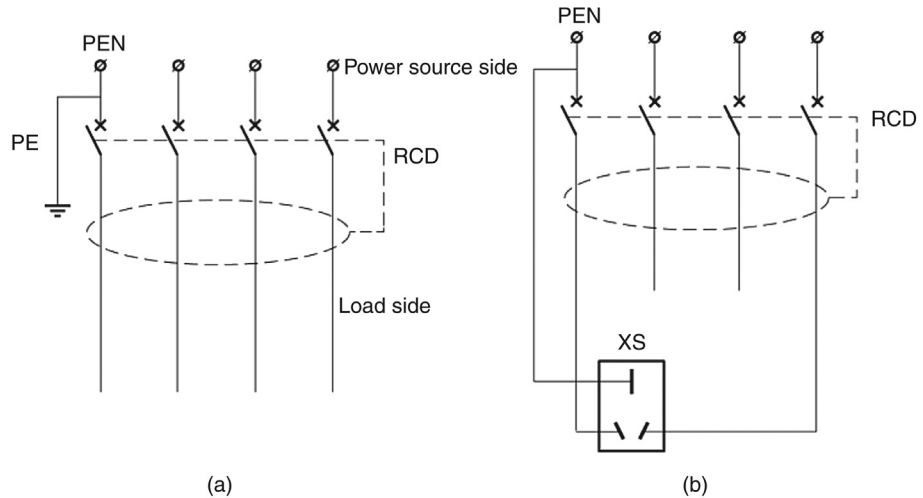 PEN
Power source side
PE
RCD
Load side
(a)
PEN
RCD
XS
(b)